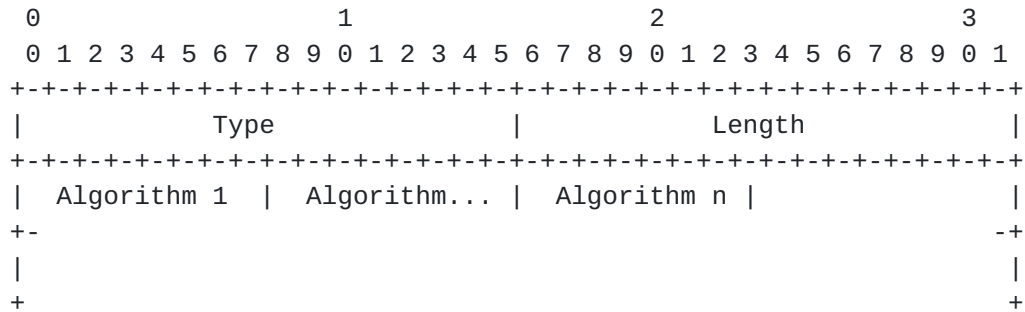 0                   1                   2                   3
 0 1 2 3 4 5 6 7 8 9 0 1 2 3 4 5 6 7 8 9 0 1 2 3 4 5 6 7 8 9 0 1
+-+-+-+-+-+-+-+-+-+-+-+-+-+-+-+-+-+-+-+-+-+-+-+-+-+-+-+-+-+-+-+-+
|            Type               |            Length             |
+-+-+-+-+-+-+-+-+-+-+-+-+-+-+-+-+-+-+-+-+-+-+-+-+-+-+-+-+-+-+-+-+
|  Algorithm 1  |  Algorithm... |  Algorithm n |                |
+-                                                             -+
|                                                               |
+                                                               +